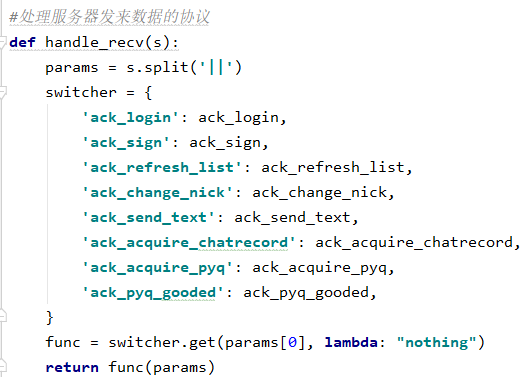 #处理服务器发来数据的协议
def handle_recv(s):
    params = s.split('||')
    switcher = {
        'ack_login': ack_login,
        'ack_sign': ack_sign,
        'ack_refresh_list': ack_refresh_list,
        'ack_change_nick': ack_change_nick,
        'ack_send_text': ack_send_text,
        'ack_acquire_chatrecord': ack_acquire_chatrecord,
        'ack_acquire_pyq': ack_acquire_pyq,
        'ack_pyq_gooded': ack_pyq_gooded,
    }
    func = switcher.get(params[0], lambda: "nothing")
    return func(params)